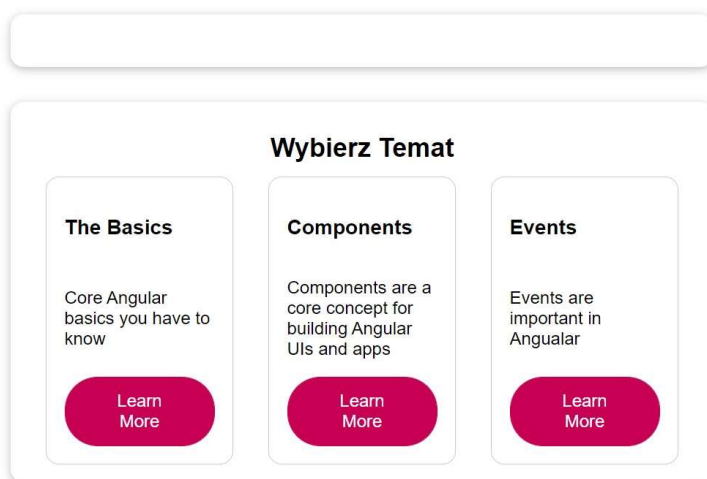 Wybierz Temat
The Basics
Core Angular
basics you have to
know
Learn
More
Components
Components are a
core concept for
building Angular
UIs and apps
Learn
More
Events
Events are
important in
Angualar
Learn
More